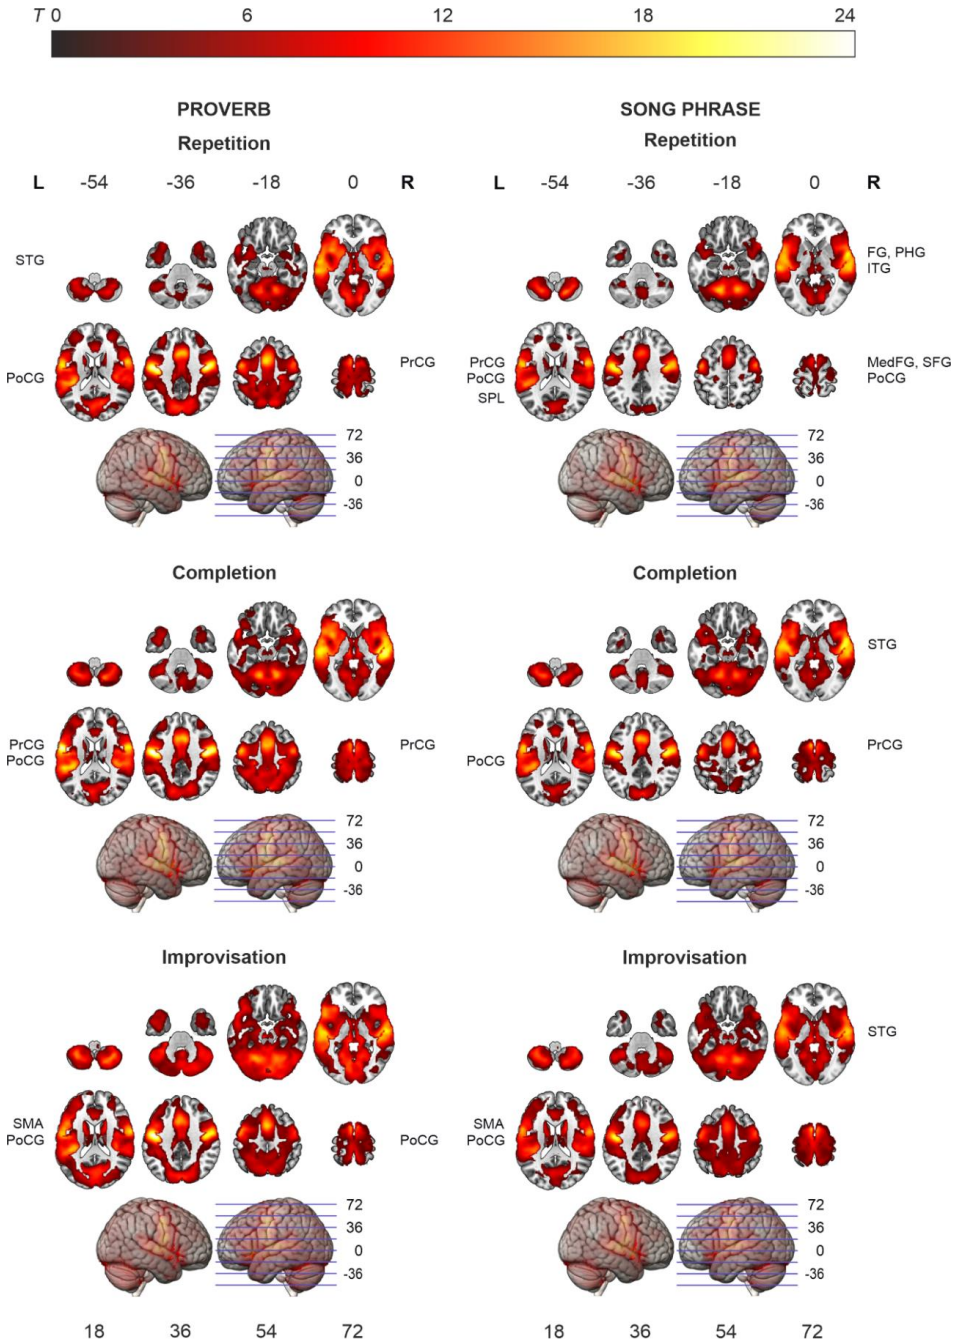 T 0 6 12 18 24
PROVERB
Repetition
L -54 -36 -18 0 R
STG
PoCG
PrCG
72
36
0
-36
SONG PHRASE
Repetition
L -54 -36 -18 0 R
FG, PHG
ITG
PrCG
PoCG
SPL
MedFG, SFG
PoCG
72
36
0
-36
Completion
PrCG
PoCG
PrCG
72
36
0
-36
Completion
STG
PoCG
PrCG
72
36
0
-36
Improvisation
SMA
PoCG
PoCG
72
36
0
-36
Improvisation
STG
SMA
PoCG
72
36
0
-36
18 36 54 72
18 36 54 72